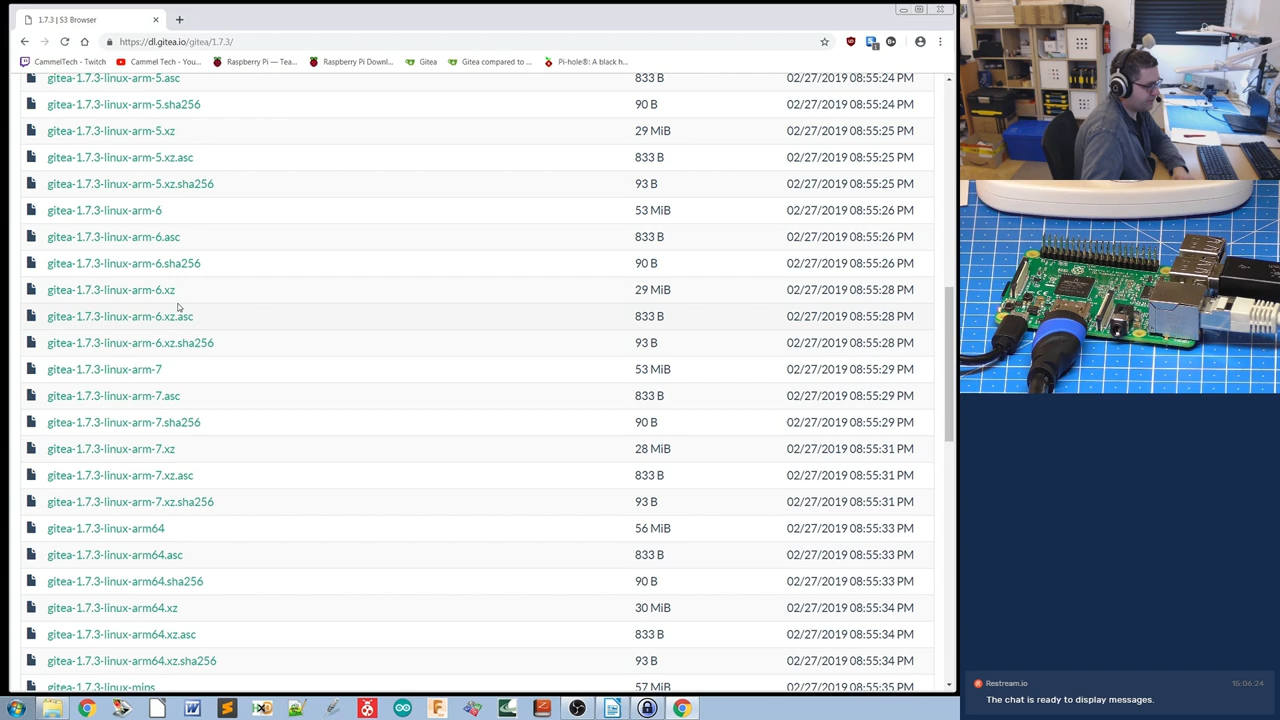 1.7.3 | S3 Browser
https://dl.gitea.io/gitea/1.7.3/
CammelTech - Twitch
Cammel Tech - You...
Raspberry Pi — Tea...
Raspberry Pi Downl...
Gitea
Gitea compared to ...
Pi-hole®: A black h...
gitea-1.7.3-linux-arm-5.asc 833 B 02/27/2019 08:55:24 PM
gitea-1.7.3-linux-arm-5.sha256 90 B 02/27/2019 08:55:24 PM
gitea-1.7.3-linux-arm-5.xz 29 MiB 02/27/2019 08:55:25 PM
gitea-1.7.3-linux-arm-5.xz.asc 833 B 02/27/2019 08:55:25 PM
gitea-1.7.3-linux-arm-5.xz.sha256 93 B 02/27/2019 08:55:25 PM
gitea-1.7.3-linux-arm-6 53 MiB 02/27/2019 08:55:26 PM
gitea-1.7.3-linux-arm-6.asc 833 B 02/27/2019 08:55:26 PM
gitea-1.7.3-linux-arm-6.sha256 90 B 02/27/2019 08:55:26 PM
gitea-1.7.3-linux-arm-6.xz 29 MiB 02/27/2019 08:55:28 PM
gitea-1.7.3-linux-arm-6.xz.asc 833 B 02/27/2019 08:55:28 PM
gitea-1.7.3-linux-arm-6.xz.sha256 93 B 02/27/2019 08:55:28 PM
gitea-1.7.3-linux-arm-7 53 MiB 02/27/2019 08:55:29 PM
gitea-1.7.3-linux-arm-7.asc 833 B 02/27/2019 08:55:29 PM
gitea-1.7.3-linux-arm-7.sha256 90 B 02/27/2019 08:55:29 PM
gitea-1.7.3-linux-arm-7.xz 28 MiB 02/27/2019 08:55:31 PM
gitea-1.7.3-linux-arm-7.xz.asc 833 B 02/27/2019 08:55:31 PM
gitea-1.7.3-linux-arm-7.xz.sha256 93 B 02/27/2019 08:55:31 PM
gitea-1.7.3-linux-arm64 56 MiB 02/27/2019 08:55:33 PM
gitea-1.7.3-linux-arm64.asc 833 B 02/27/2019 08:55:33 PM
gitea-1.7.3-linux-arm64.sha256 90 B 02/27/2019 08:55:33 PM
gitea-1.7.3-linux-arm64.xz 30 MiB 02/27/2019 08:55:34 PM
gitea-1.7.3-linux-arm64.xz.asc 833 B 02/27/2019 08:55:34 PM
gitea-1.7.3-linux-arm64.xz.sha256 93 B 02/27/2019 08:55:34 PM
gitea-1.7.3-linux-mips 57 MiB 02/27/2019 08:55:35 PM
Restream.io 15:06:24
The chat is ready to display messages.